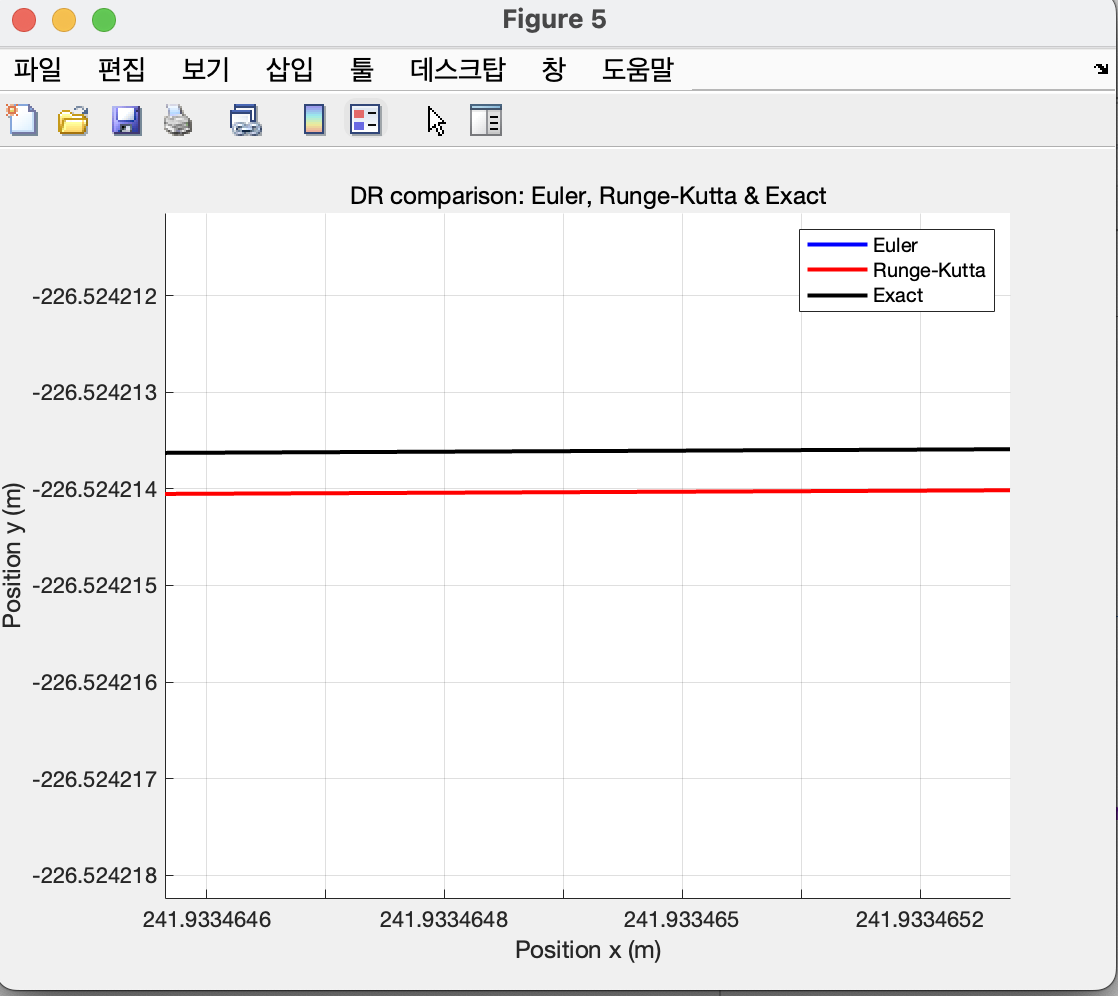 Figure 5
파일 편집 보기 삽입 툴 데스크탑 창 도움말
DR comparison: Euler, Runge-Kutta & Exact
Euler
Runge-Kutta
Exact
-226.524212
-226.524213
-226.524214
-226.524215
-226.524216
-226.524217
-226.524218
Position y (m)
241.9334646 241.9334648 241.933465 241.9334652
Position x (m)